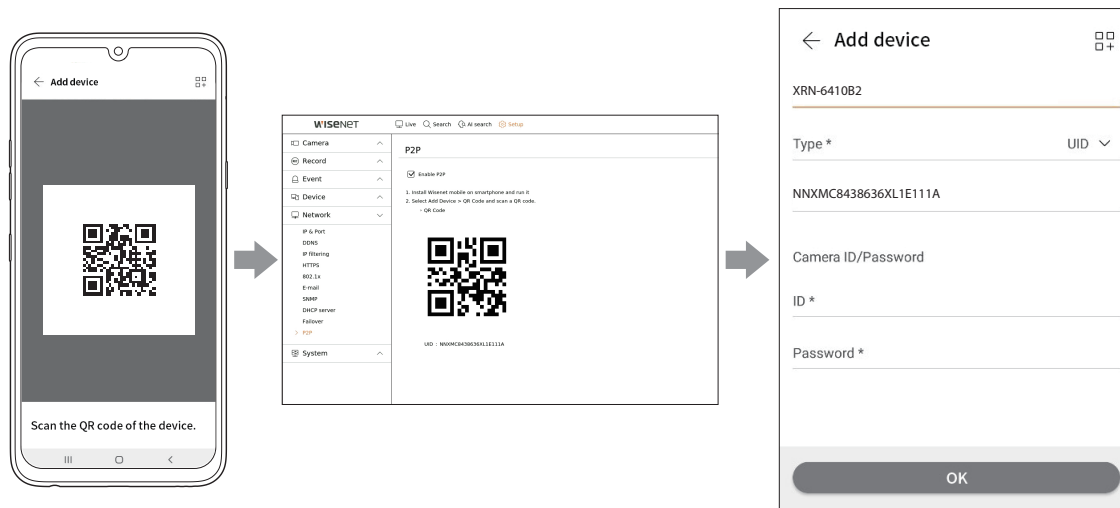 Add device
Scan the QR code of the device.
WISENET
Live Search AI search Setup
Camera
Record
Event
Device
Network
IP & Port
DDNS
IP filtering
HTTPS
802.1x
E-mail
SNMP
DHCP server
Failover
> P2P
System
P2P
Enable P2P
1. Install Wisenet mobile on smartphone and run it
2. Select Add Device > QR Code and scan a QR code.
- QR Code
UID : NNXMC8438636XL1E111A
Add device
XRN-6410B2
Type * UID
NNXMC8438636XL1E111A
Camera ID/Password
ID *
Password *
OK